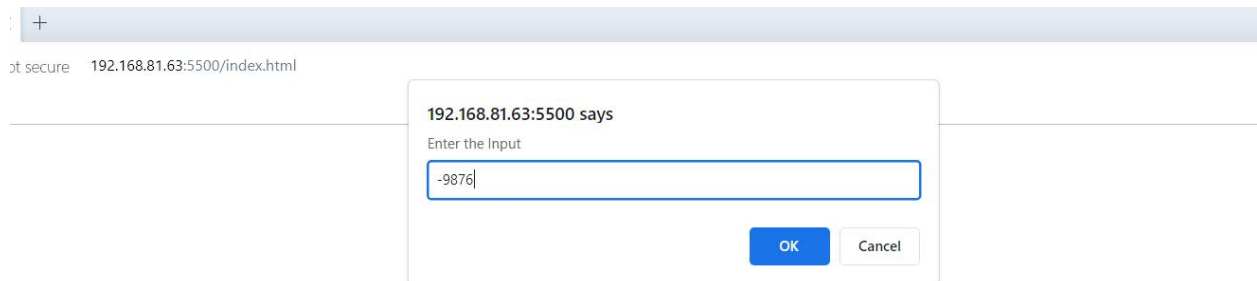 ot secure 192.168.81.63:5500/index.html
192.168.81.63:5500 says
Enter the Input
-9876
OK Cancel